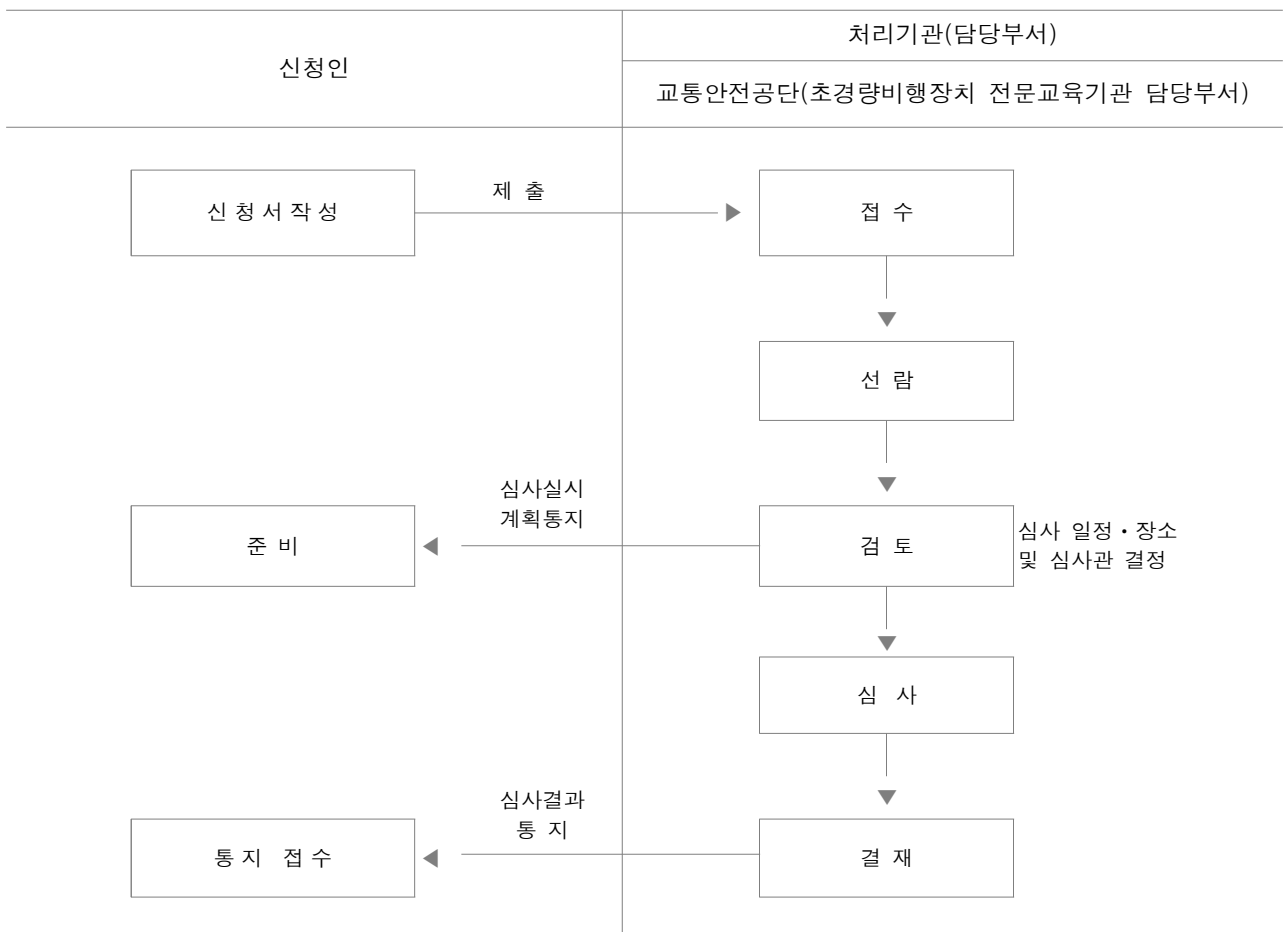 신청인
처리기관(담당부서)
교통안전공단(초경량비행장치 전문교육기관 담당부서)
신 청 서 작 성
제 출
접 수
선 람
심사실시
계획통지
준 비
검 토
심사 일정・장소
및 심사관 결정
심 사
심사결과
통 지
통 지 접 수
결 재